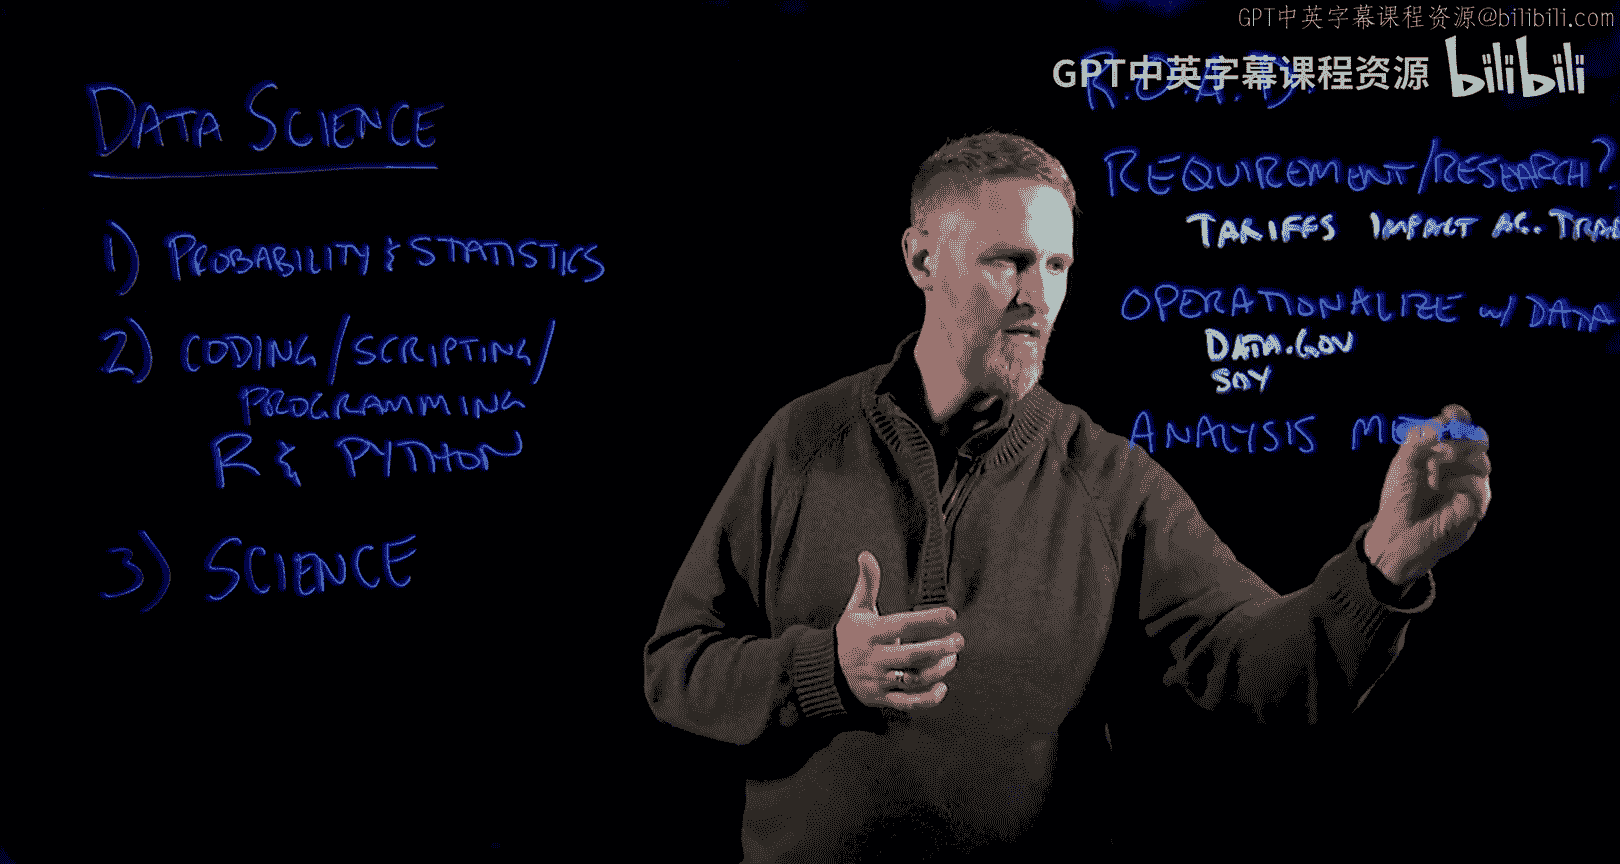 GPT中英字幕课程资源@bilibili.com
GPT中英字幕课程资源 bilibili
DATA SCIENCE
1) PROBABILITY & STATISTICS
2) CODING/SCRIPTING/
PROGRAMMING
R & PYTHON
3) SCIENCE
R.O.A.D.
REQUIREMENT/RESEARCH?
TARIFFS IMPACT AG.
OPERATIONALIZE w/ DATA
DATA.GOV
SOY
ANALYSIS